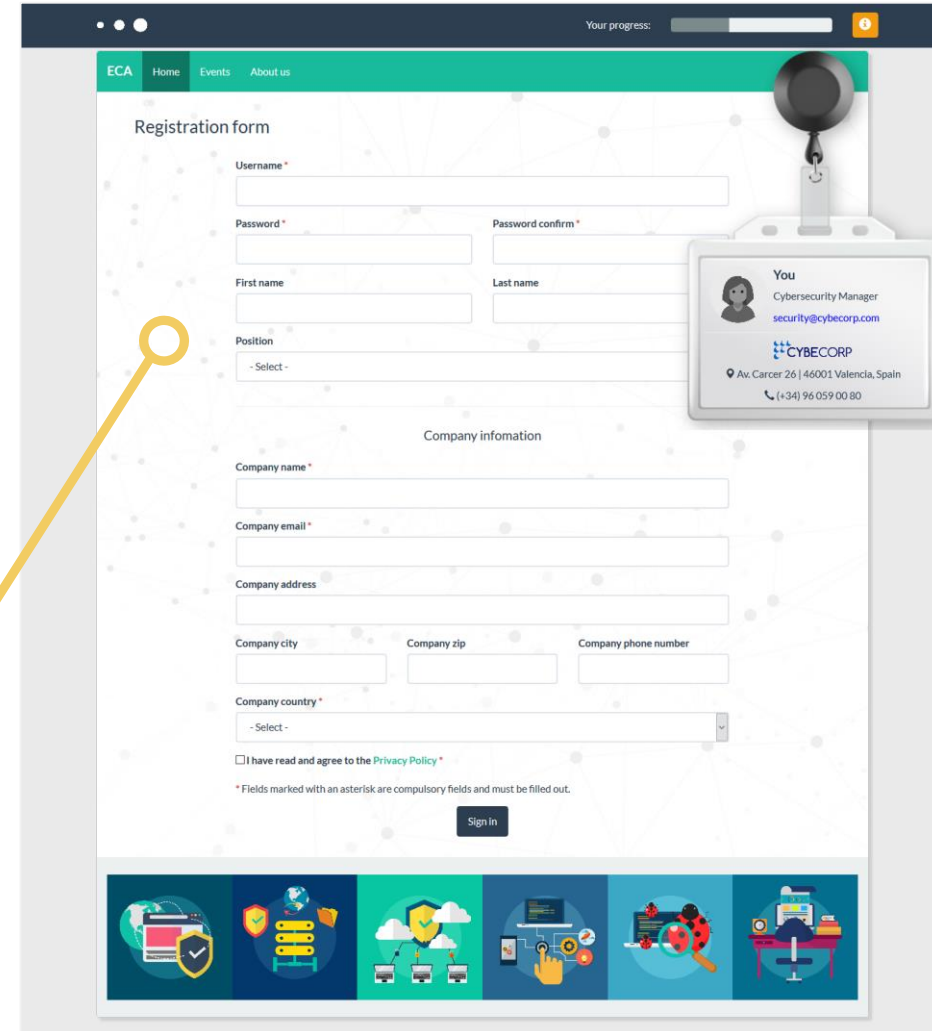 Your progress:
ECA Home Events About us
Registration form
Username *
Password * Password confirm *
First name Last name
Position
- Select -
You
Cybersecurity Manager
security@cybecorp.com
CYBECORP
Av. Carcer 26 | 46001 Valencia, Spain
(+34) 96 059 00 80
Company infomation
Company name *
Company email *
Company address
Company city Company zip Company phone number
Company country *
- Select -
I have read and agree to the Privacy Policy *
* Fields marked with an asterisk are compulsory fields and must be filled out.
Sign in